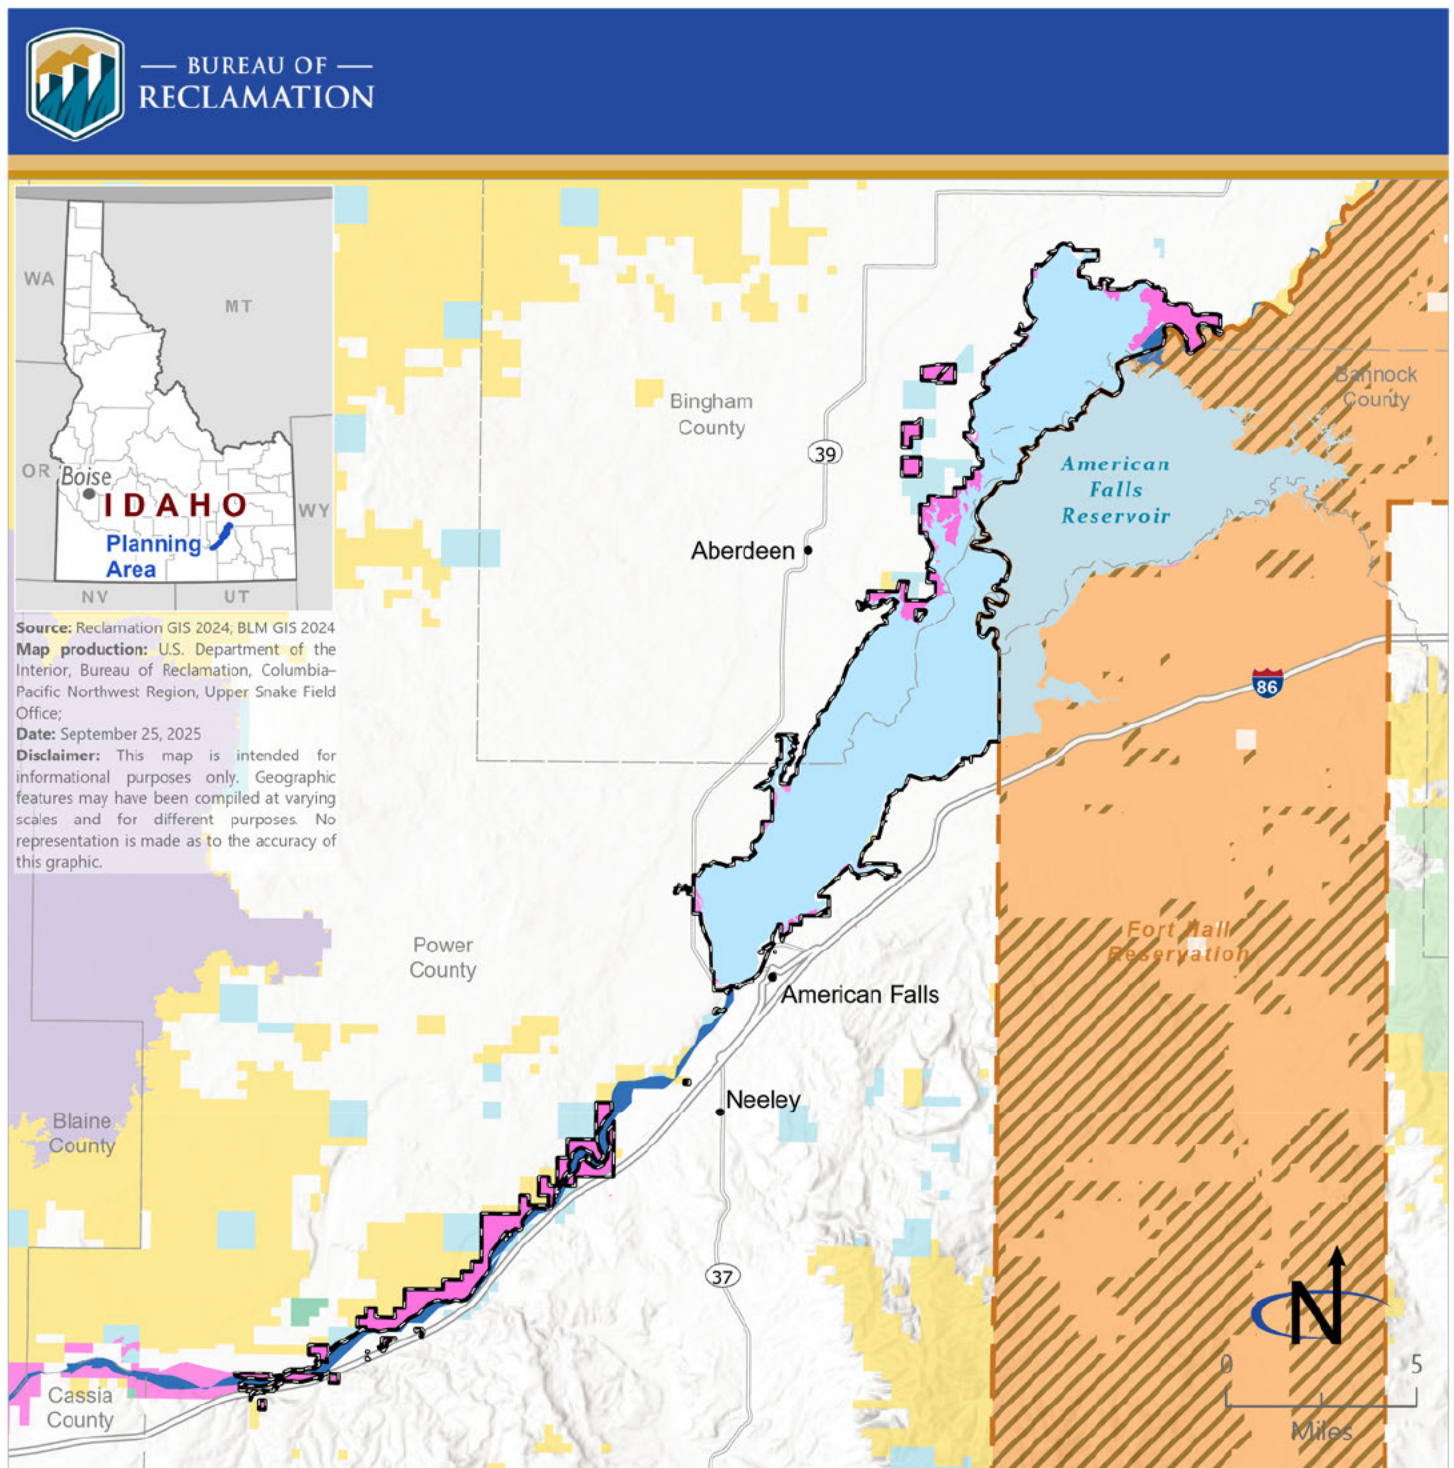 BUREAU OF
RECLAMATION
WA
MT
OR
Boise
IDAHO
WY
Planning
Area
NV
UT
Source: Reclamation GIS 2024; BLM GIS 2024
Map production: U.S. Department of the
Interior, Bureau of Reclamation, Columbia–
Pacific Northwest Region, Upper Snake Field
Office;
Date: September 25, 2025
Disclaimer: This map is intended for
informational purposes only. Geographic
features may have been compiled at varying
scales and for different purposes. No
representation is made as to the accuracy of
this graphic.
Bingham
County
39
Bannock
County
American
Falls
Reservoir
Aberdeen
86
Power
County
Fort Hall
Reservation
American Falls
Neeley
Blaine
County
37
N
0
5
Miles
Cassia
County